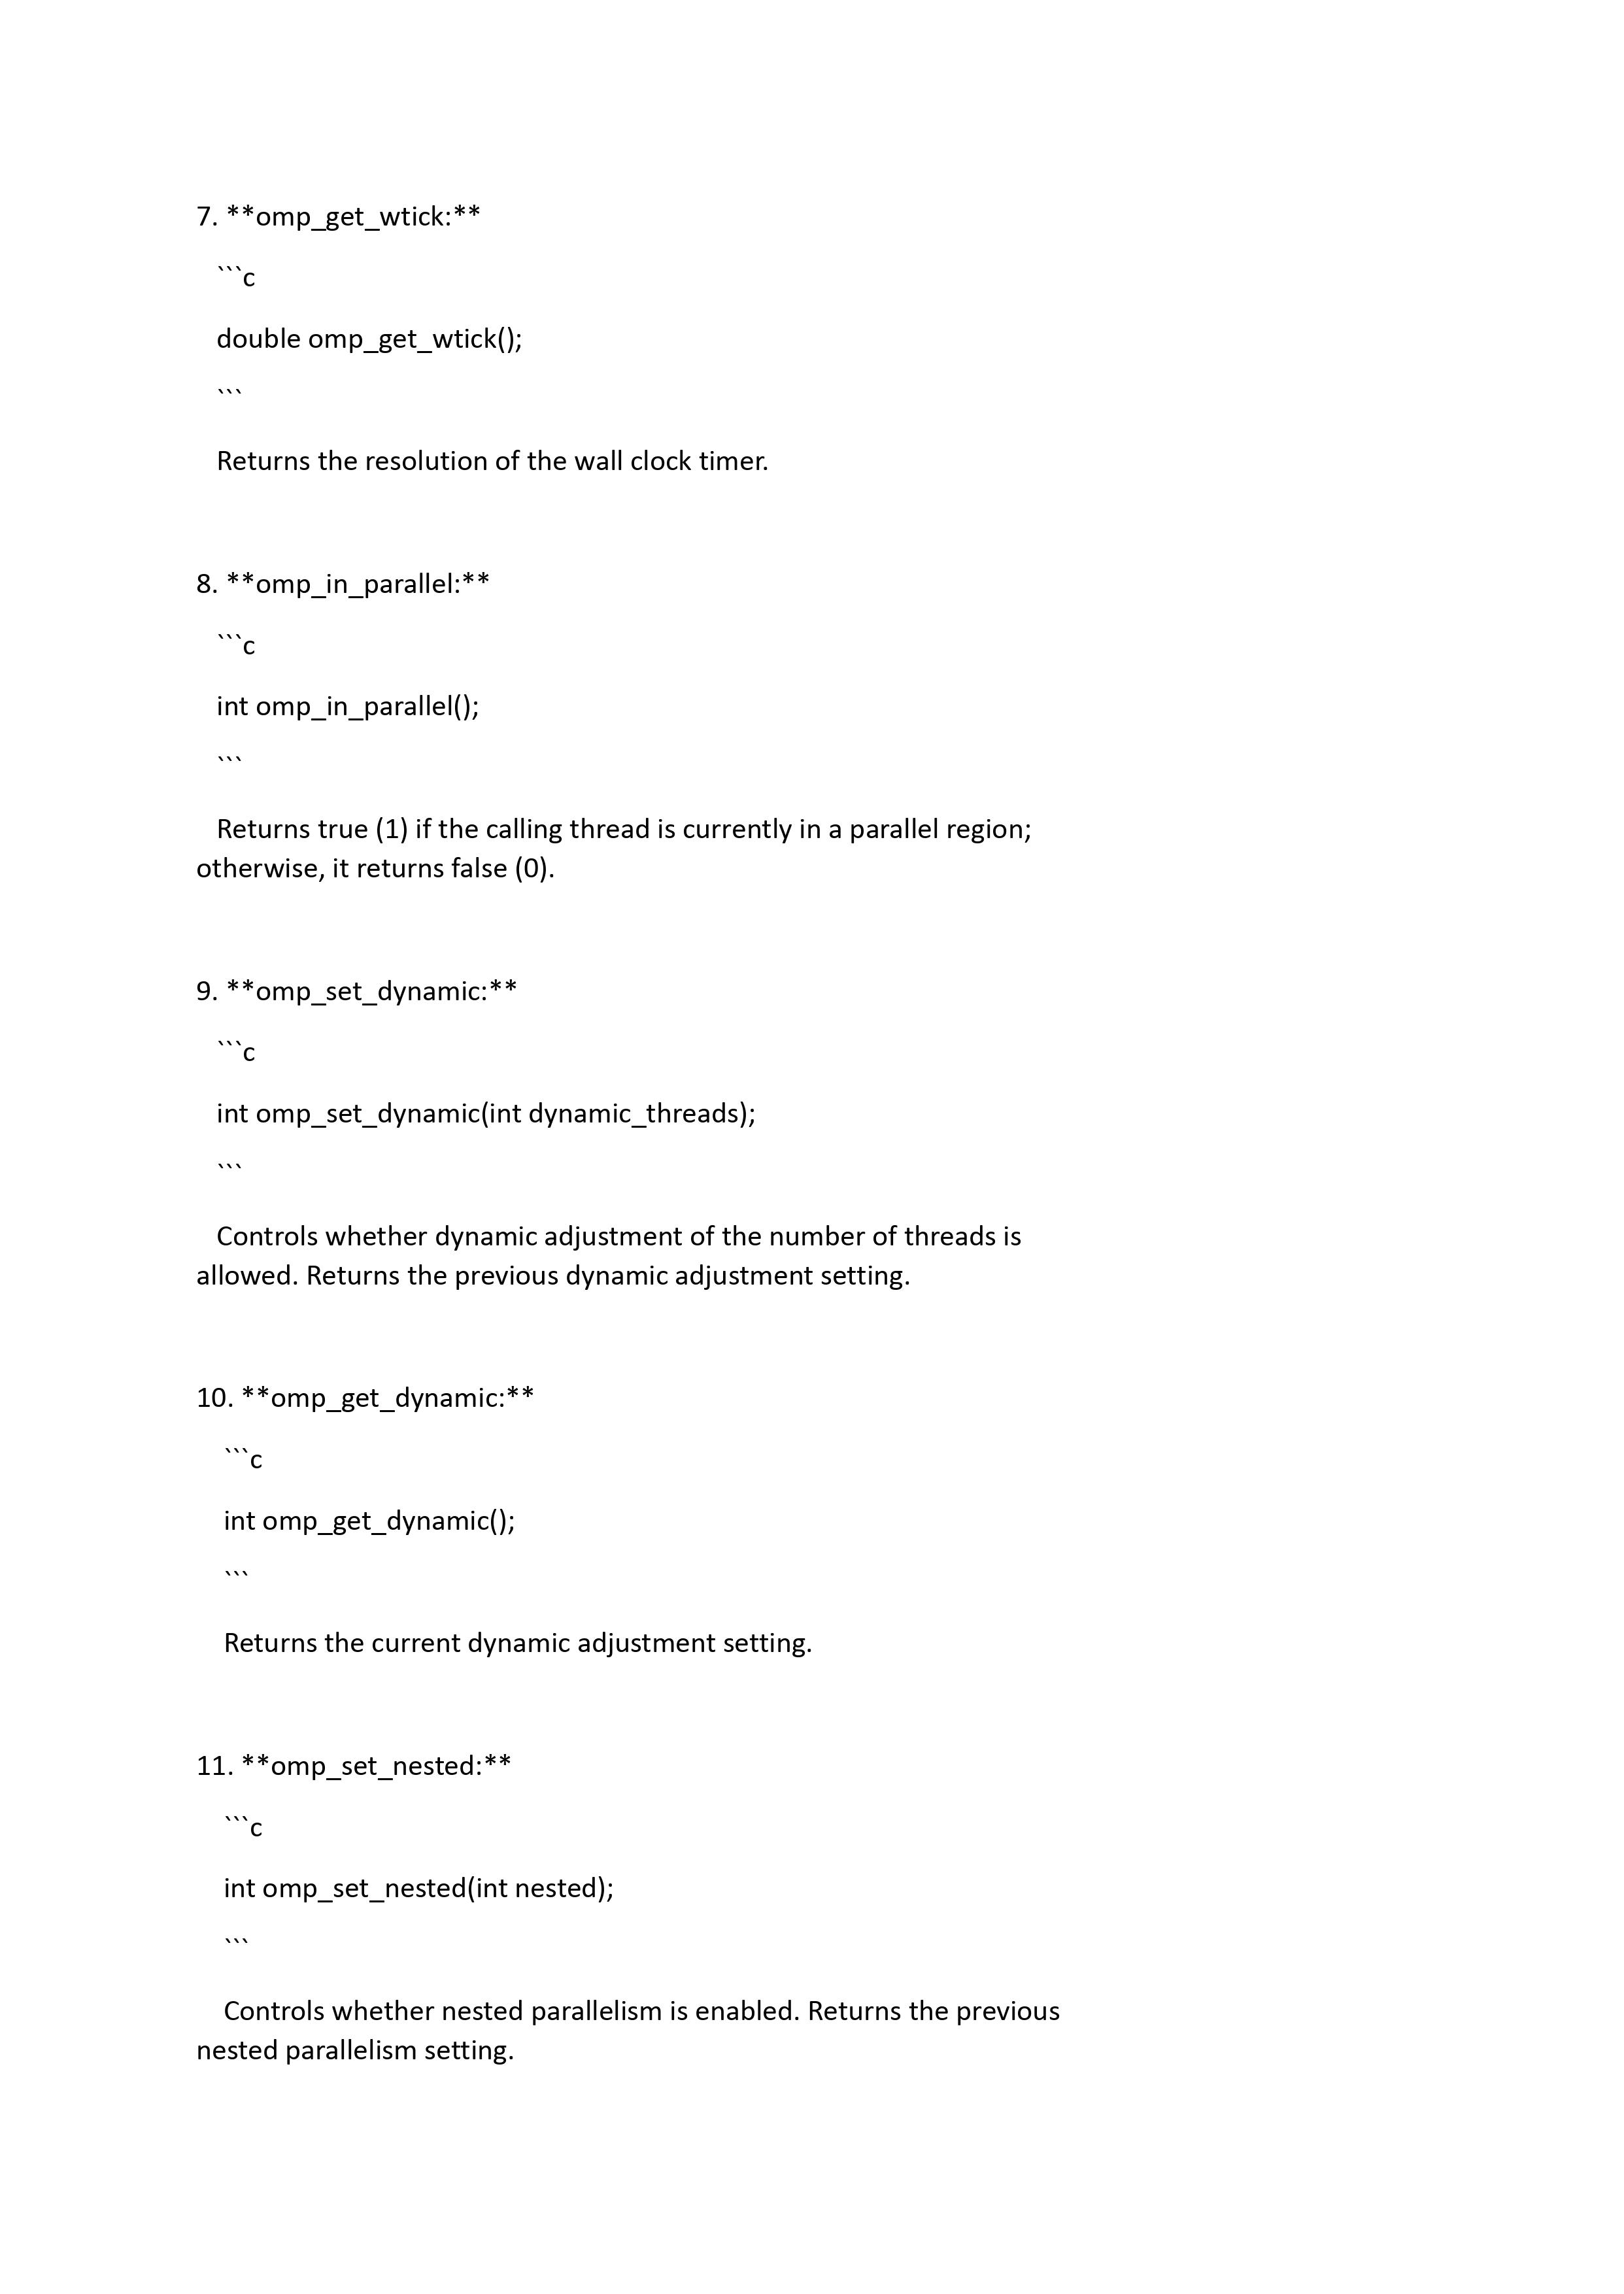 7. **omp_get_wtick:**
```c
double omp_get_wtick();
```
Returns the resolution of the wall clock timer.
8. **omp_in_parallel:**
```c
int omp_in_parallel();
```
Returns true (1) if the calling thread is currently in a parallel region;
otherwise, it returns false (0).
9. **omp_set_dynamic:**
```c
int omp_set_dynamic(int dynamic_threads);
```
Controls whether dynamic adjustment of the number of threads is
allowed. Returns the previous dynamic adjustment setting.
10. **omp_get_dynamic:**
```c
int omp_get_dynamic();
```
Returns the current dynamic adjustment setting.
11. **omp_set_nested:**
```c
int omp_set_nested(int nested);
```
Controls whether nested parallelism is enabled. Returns the previous
nested parallelism setting.